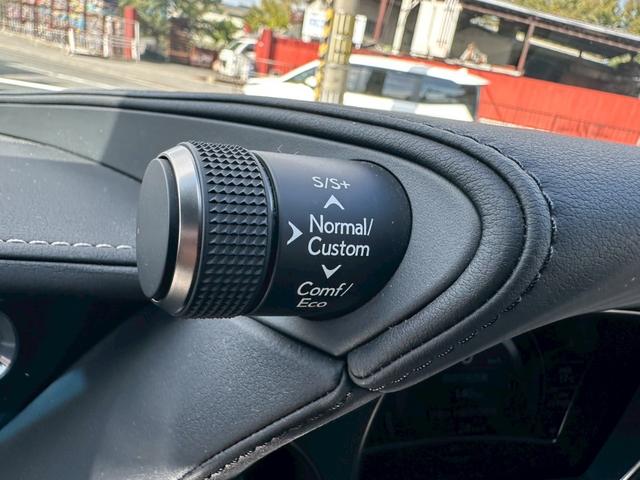 S/S+
Normal/
Custom
Comf/
Eco